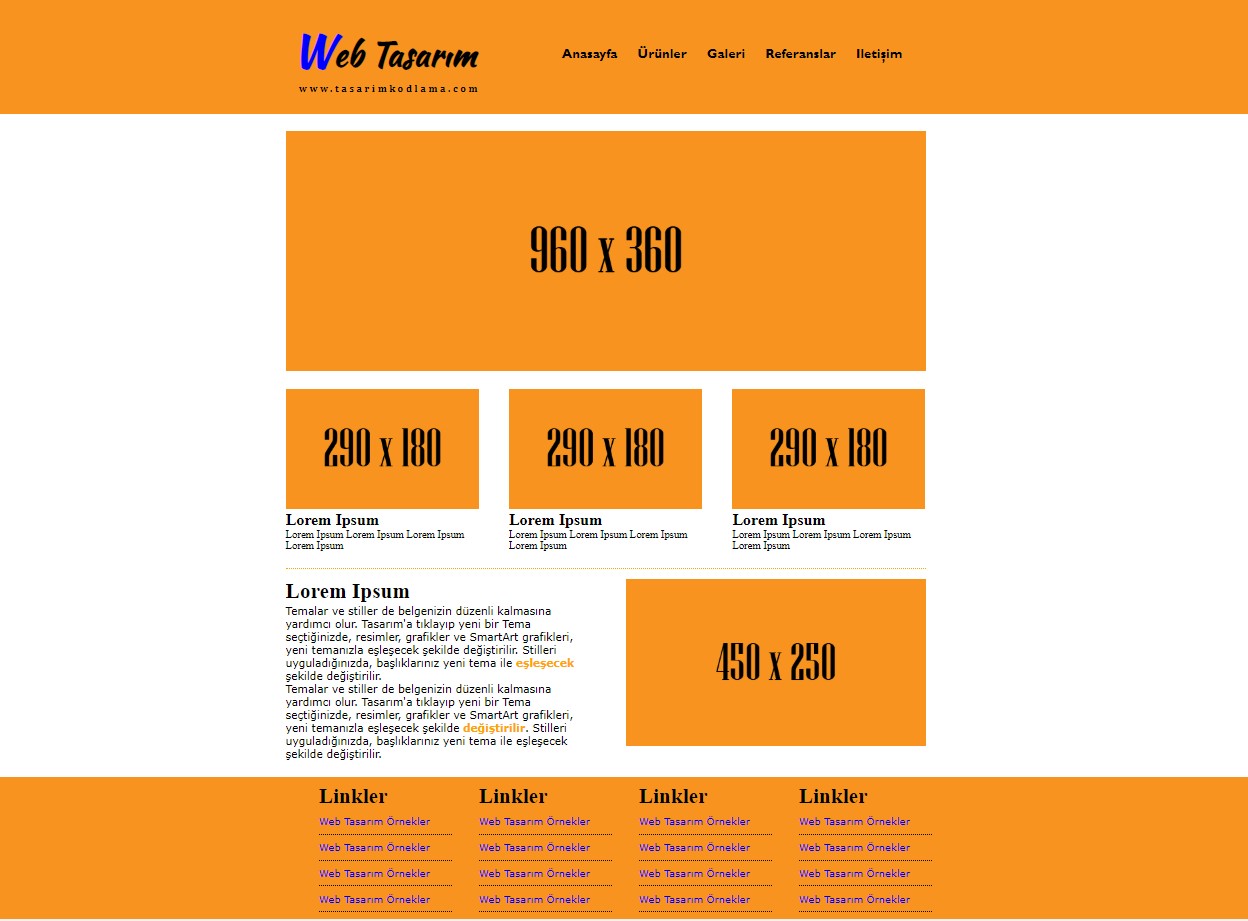 Web Tasarım
www.tasarimkodlama.com
Anasayfa Ürünler Galeri Referanslar Iletişim
960 x 360
290 x 180
290 x 180
290 x 180
Lorem Ipsum
Lorem Ipsum Lorem Ipsum Lorem Ipsum
Lorem Ipsum
Lorem Ipsum
Lorem Ipsum Lorem Ipsum Lorem Ipsum
Lorem Ipsum
Lorem Ipsum
Lorem Ipsum Lorem Ipsum Lorem Ipsum
Lorem Ipsum
Lorem Ipsum
Temalar ve stiller de belgenizin düzenli kalmasına
yardımcı olur. Tasarım'a tıklayıp yeni bir Tema
seçtiğinizde, resimler, grafikler ve SmartArt grafikleri,
yeni temanızla eşleşecek şekilde değiştirilir. Stilleri
uyguladığınızda, başlıklarınız yeni tema ile eşleşecek
şekilde değiştirilir.
Temalar ve stiller de belgenizin düzenli kalmasına
yardımcı olur. Tasarım'a tıklayıp yeni bir Tema
seçtiğinizde, resimler, grafikler ve SmartArt grafikleri,
yeni temanızla eşleşecek şekilde değiştirilir. Stilleri
uyguladığınızda, başlıklarınız yeni tema ile eşleşecek
şekilde değiştirilir.
450 x 250
Linkler
Web Tasarım Örnekler
Web Tasarım Örnekler
Web Tasarım Örnekler
Web Tasarım Örnekler
Linkler
Web Tasarım Örnekler
Web Tasarım Örnekler
Web Tasarım Örnekler
Web Tasarım Örnekler
Linkler
Web Tasarım Örnekler
Web Tasarım Örnekler
Web Tasarım Örnekler
Web Tasarım Örnekler
Linkler
Web Tasarım Örnekler
Web Tasarım Örnekler
Web Tasarım Örnekler
Web Tasarım Örnekler